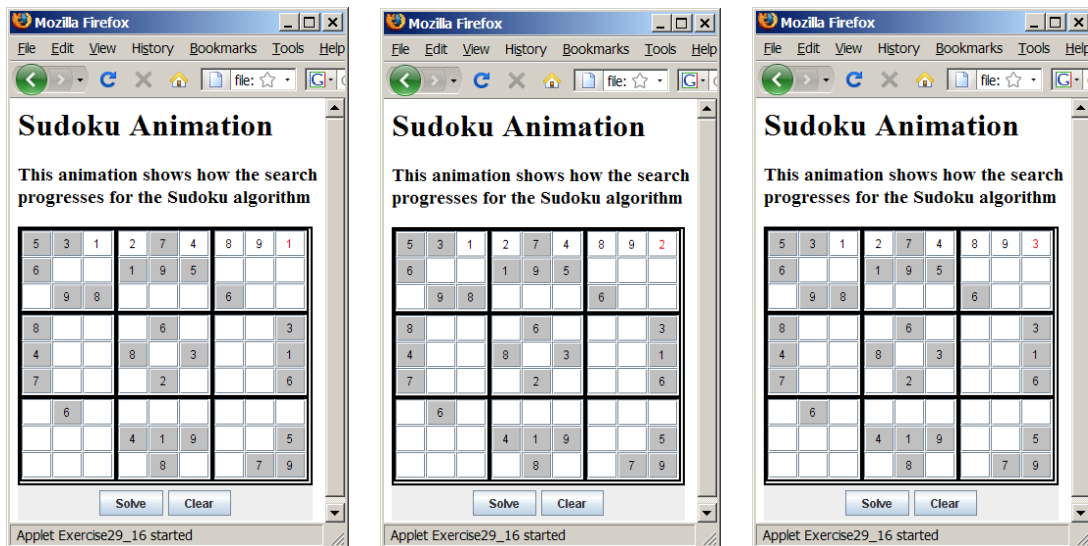 Mozilla Firefox
File Edit View History Bookmarks Tools Help
file: G
Sudoku Animation
This animation shows how the search
progresses for the Sudoku algorithm
5 3 1 2 7 4 8 9 1
6 1 9 5
9 8 6
8 6 3
4 8 3 1
7 2 6
6
4 1 9 5
8 7 9
Solve Clear
Applet Exercise29_16 started
Mozilla Firefox
File Edit View History Bookmarks Tools Help
file: G
Sudoku Animation
This animation shows how the search
progresses for the Sudoku algorithm
5 3 1 2 7 4 8 9 2
6 1 9 5
9 8 6
8 6 3
4 8 3 1
7 2 6
6
4 1 9 5
8 7 9
Solve Clear
Applet Exercise29_16 started
Mozilla Firefox
File Edit View History Bookmarks Tools Help
file: G
Sudoku Animation
This animation shows how the search
progresses for the Sudoku algorithm
5 3 1 2 7 4 8 9 3
6 1 9 5
9 8 6
8 6 3
4 8 3 1
7 2 6
6
4 1 9 5
8 7 9
Solve Clear
Applet Exercise29_16 started